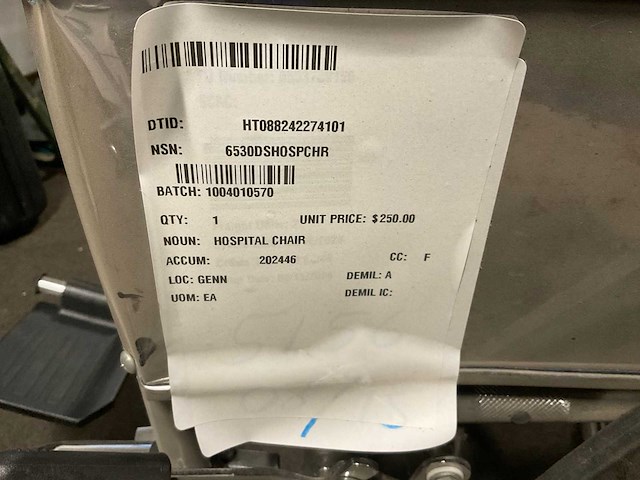 DTID: HT088242274101
NSN: 6530DSHOSPCHR
BATCH: 1004010570
QTY: 1 UNIT PRICE: $250.00
NOUN: HOSPITAL CHAIR
ACCUM: 202446 CC: F
LOC: GENN DEMIL: A
UOM: EA DEMIL IC: